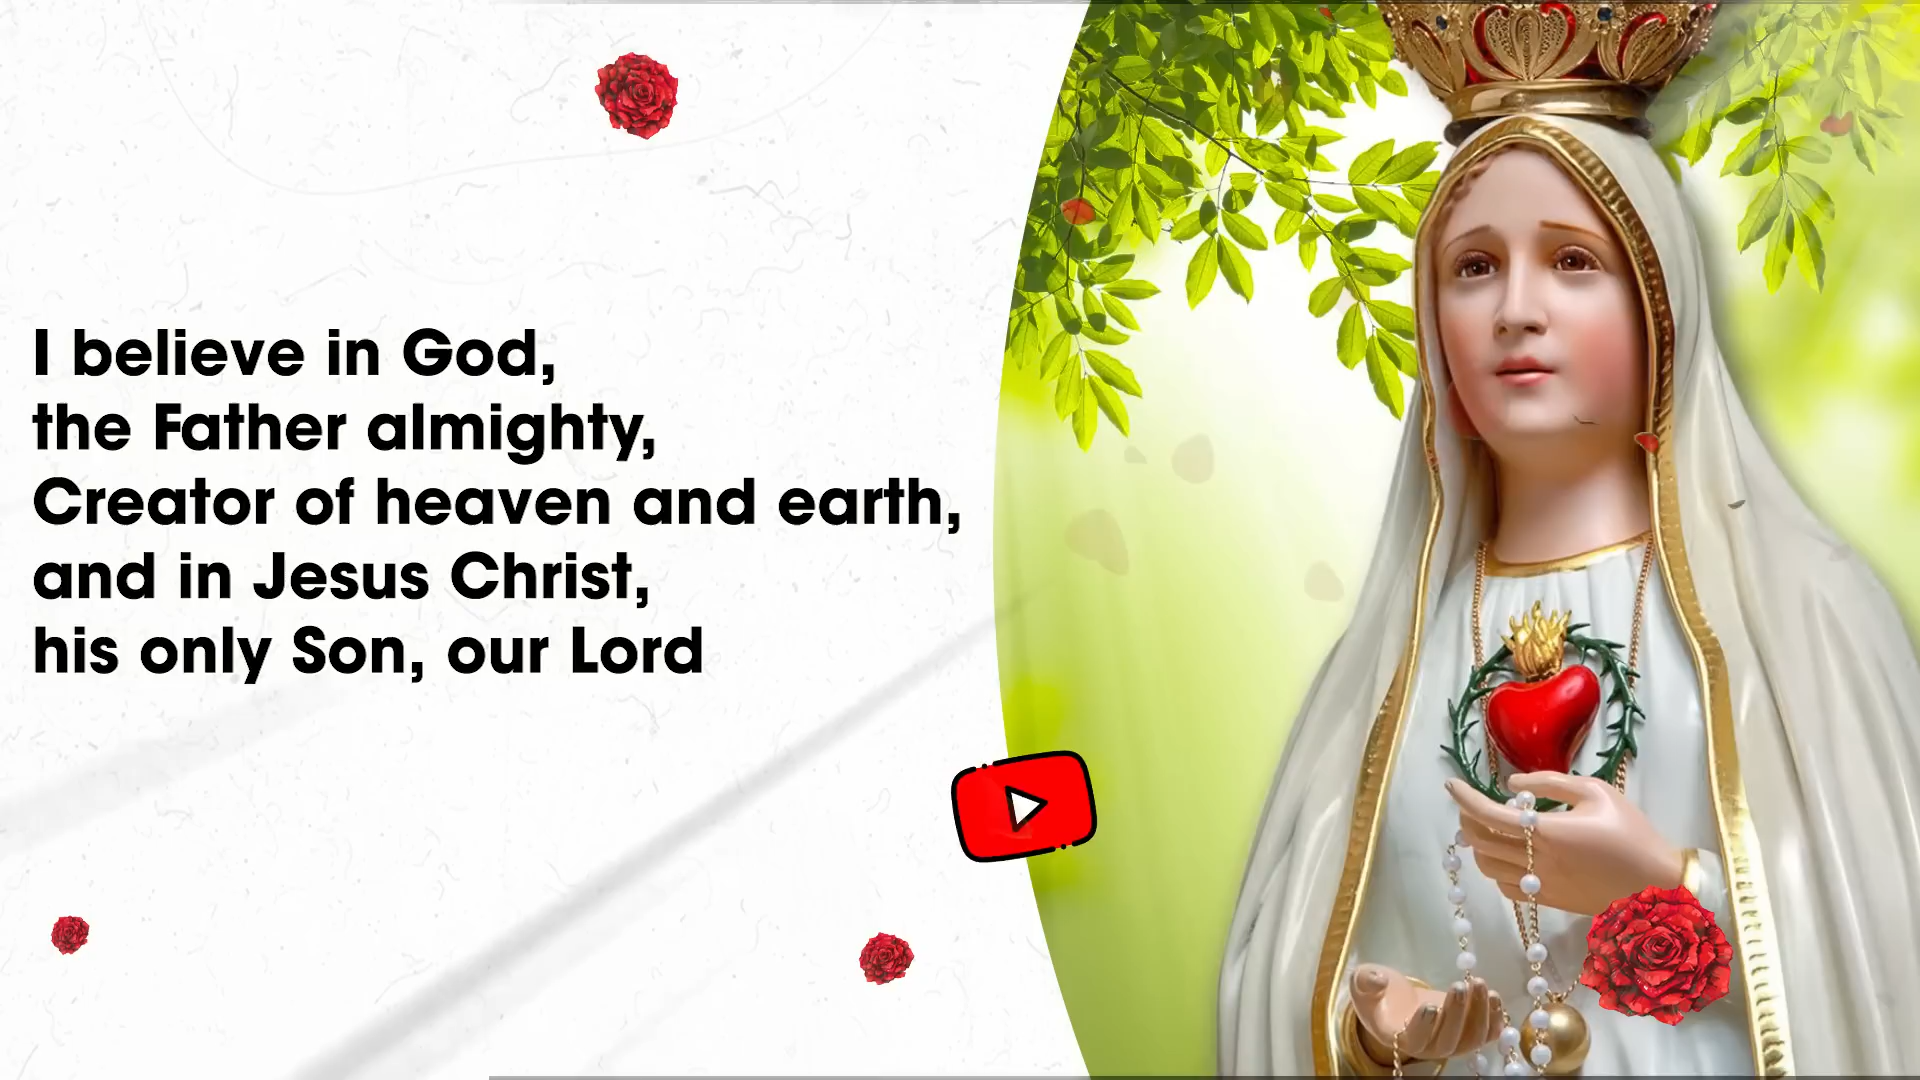 I believe in God,
the Father almighty,
Creator of heaven and earth,
and in Jesus Christ,
his only Son, our Lord